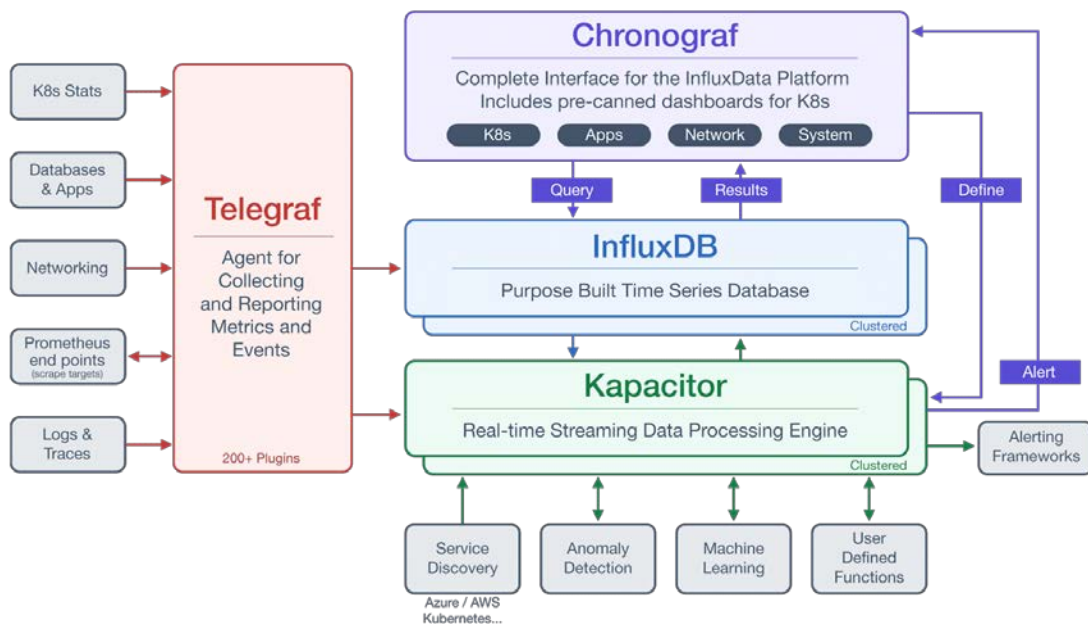 K8s Stats
Databases
& Apps
Networking
Prometheus
end points
(scrape targets)
Logs &
Traces
Telegraf
Agent for
Collecting
and Reporting
Metrics and
Events
200+ Plugins
Chronograf
Complete Interface for the InfluxData Platform
Includes pre-canned dashboards for K8s
K8s
Apps
Network
System
Query
Results
Define
InfluxDB
Purpose Built Time Series Database
Clustered
Alert
Kapacitor
Real-time Streaming Data Processing Engine
Clustered
Alerting
Frameworks
Service
Discovery
Azure / AWS
Kubernetes...
Anomaly
Detection
Machine
Learning
User
Defined
Functions